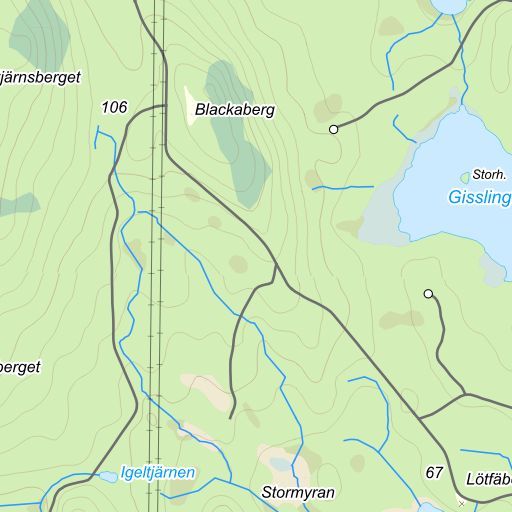 järnsberget
106
Blackaberg
Storh.
Gissling
berget
Igeltjärnen
67
Lötfäb
Stormyran